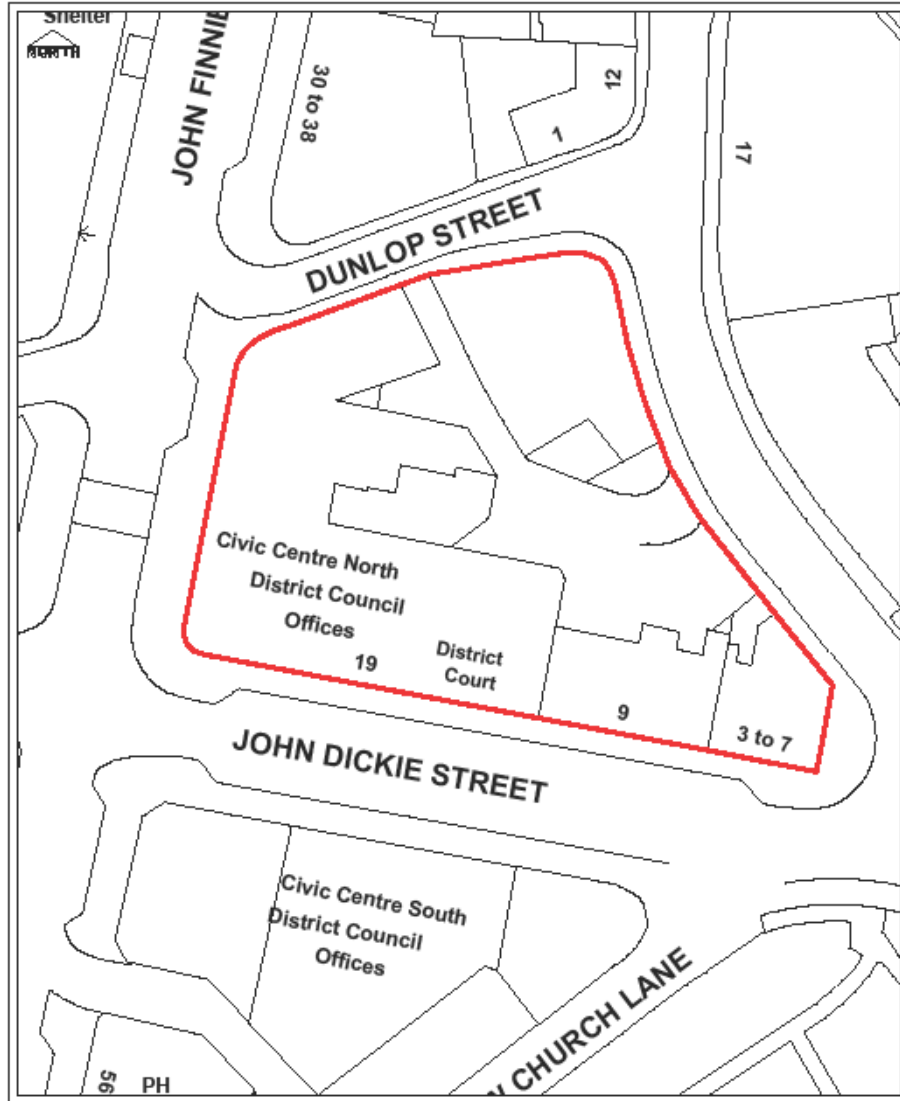 Shelter
JOHN FINNIE
30 to 38
12
1
17
DUNLOP STREET
Civic Centre North
District Council
Offices
19
District
Court
9
3 to 7
JOHN DICKIE STREET
Civic Centre South
District Council
Offices
CHURCH LANE
56
PH